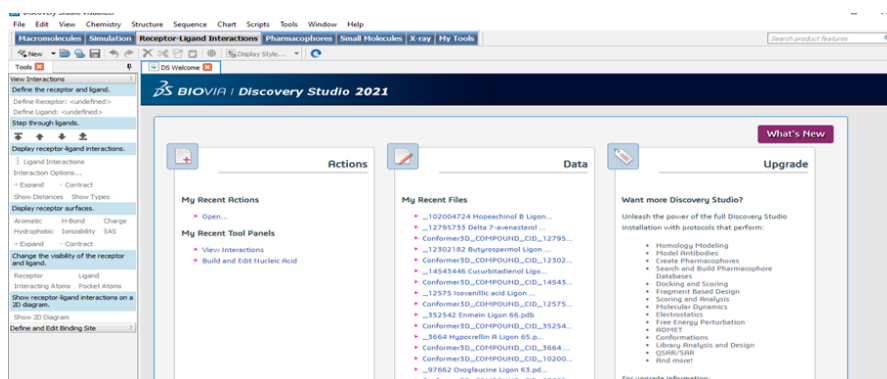 File Edit View Chemistry Structure Sequence Chart Scripts Tools Window Help
Macromolecules Simulation Receptor-Ligand Interactions Pharmacophores Small Molecules X-ray My Tools Search product features
New Display Style...
Tools DS Welcome
View Interactions
Define the receptor and ligand.
Define Receptor: <undefined>
Define Ligand: <undefined>
Step through ligands.
Display receptor-ligand interactions.
Ligand Interactions
Interaction Options...
+ Expand - Contract
Show Distances Show Types
Display receptor surfaces.
Aromatic H-Bond Charge
Hydrophobic Ionizability SAS
+ Expand - Contract
Change the visibility of the receptor
and ligand.
Receptor Ligand
Interacting Atoms Pocket Atoms
Show receptor-ligand interactions on a
2D diagram.
Show 2D Diagram
Define and Edit Binding Site
BIOVIA | Discovery Studio 2021
What's New
Actions
My Recent Actions
Open...
My Recent Tool Panels
View Interactions
Build and Edit Nucleic Acid
Data
My Recent Files
_102004724 Hopeachinol B Ligon...
_12795733 Delta 7-avenasterol ...
Conformer3D_COMPOUND_CID_12795...
_12302182 Butyrospermol Ligon ...
Conformer3D_COMPOUND_CID_12302...
_14543446 Cucurbitadienol Ligo...
Conformer3D_COMPOUND_CID_14543...
_12575 Isovanillic acid Ligon ...
Conformer3D_COMPOUND_CID_12575...
_352542 Enmein Ligon 66.pdb
Conformer3D_COMPOUND_CID_35254...
_3664 Hypocrellin A Ligon 65.p...
Conformer3D_COMPOUND_CID_3664....
Conformer3D_COMPOUND_CID_10200...
_97662 Oxoglaucine Ligon 63.pd...
Upgrade
Want more Discovery Studio?
Unleash the power of the full Discovery Studio
installation with protocols that perform:
Homology Modeling
Model Antibodies
Create Pharmacophores
Search and Build Pharmacophore
Databases
Docking and Scoring
Fragment Based Design
Scoring and Analysis
Molecular Dynamics
Electrostatics
Free Energy Perturbation
ADMET
Conformations
Library Analysis and Design
QSAR/SAR
And more!
For upgrade information: